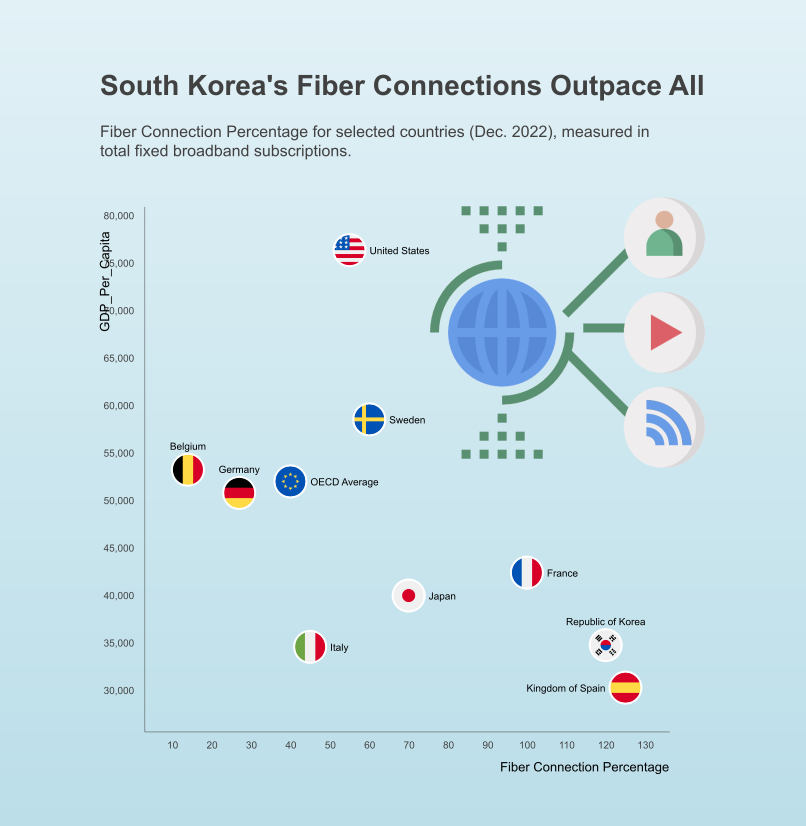 South Korea's Fiber Connections Outpace All
Fiber Connection Percentage for selected countries (Dec. 2022), measured in
total fixed broadband subscriptions.
GDP_Per_Capita
80,000
75,000
70,000
65,000
60,000
55,000
50,000
45,000
40,000
35,000
30,000
United States
Sweden
Belgium
Germany
OECD Average
France
Japan
Republic of Korea
Italy
Kingdom of Spain
10 20 30 40 50 60 70 80 90 100 110 120 130
Fiber Connection Percentage